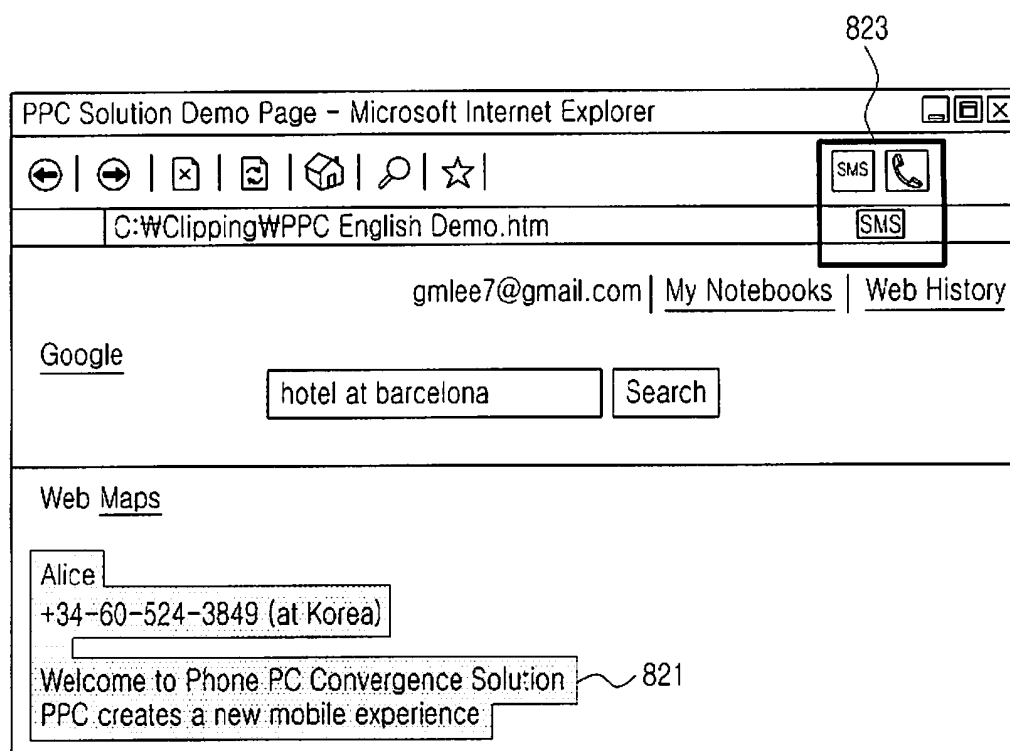 823
PPC Solution Demo Page - Microsoft Internet Explorer
SMS
C:₩Clipping₩PPC English Demo.htm
SMS
gmlee7@gmail.com | My Notebooks | Web History
Google
hotel at barcelona Search
Web Maps
Alice
+34-60-524-3849 (at Korea)
Welcome to Phone PC Convergence Solution 821
PPC creates a new mobile experience